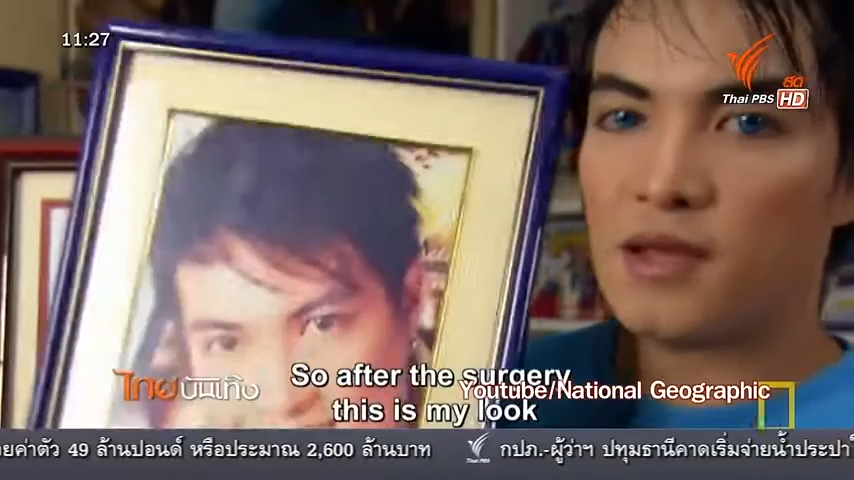 11:27
สด
Thai PBS HD
ไทยบันเทิง
So after the surgery
this is my look
Youtube/National Geographic
ยค่าตัว 49 ล้านปอนด์ หรือประมาณ 2,600 ล้านบาท
Thai PBS
กปภ.-ผู้ว่าฯ ปทุมธานีคาดเริ่มจ่ายน้ำประปา